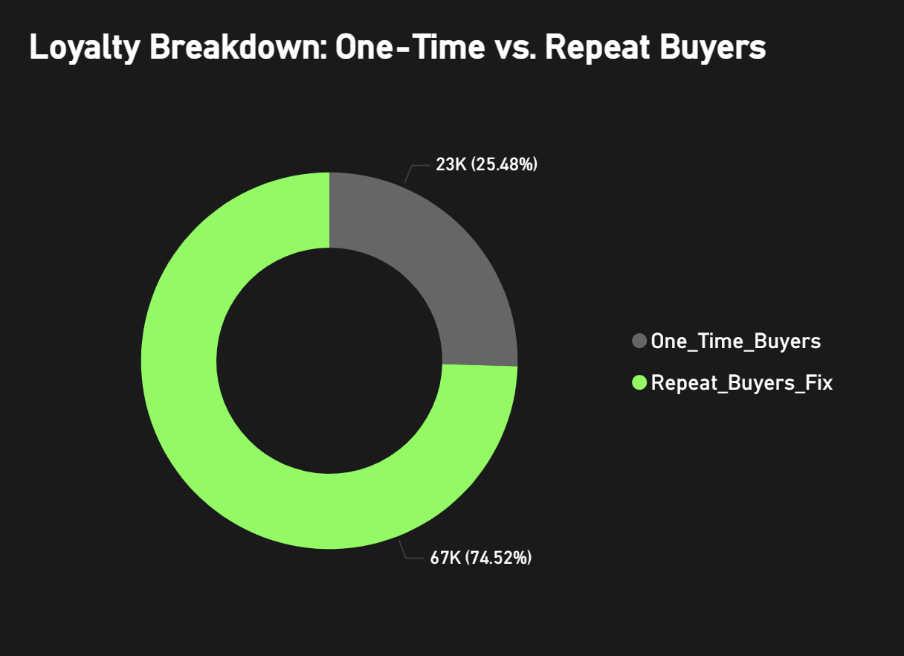 Loyalty Breakdown: One-Time vs. Repeat Buyers
23K (25.48%)
One_Time_Buyers
Repeat_Buyers_Fix
67K (74.52%)